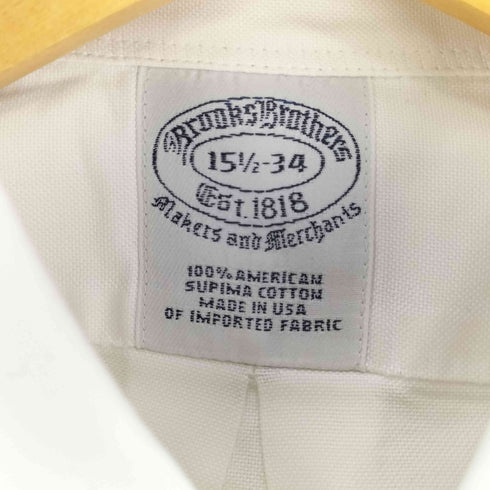 Brooks Brothers
15½-34
Est. 1818
Makers and Merchants
100% AMERICAN
SUPIMA COTTON
MADE IN USA
OF IMPORTED FABRIC